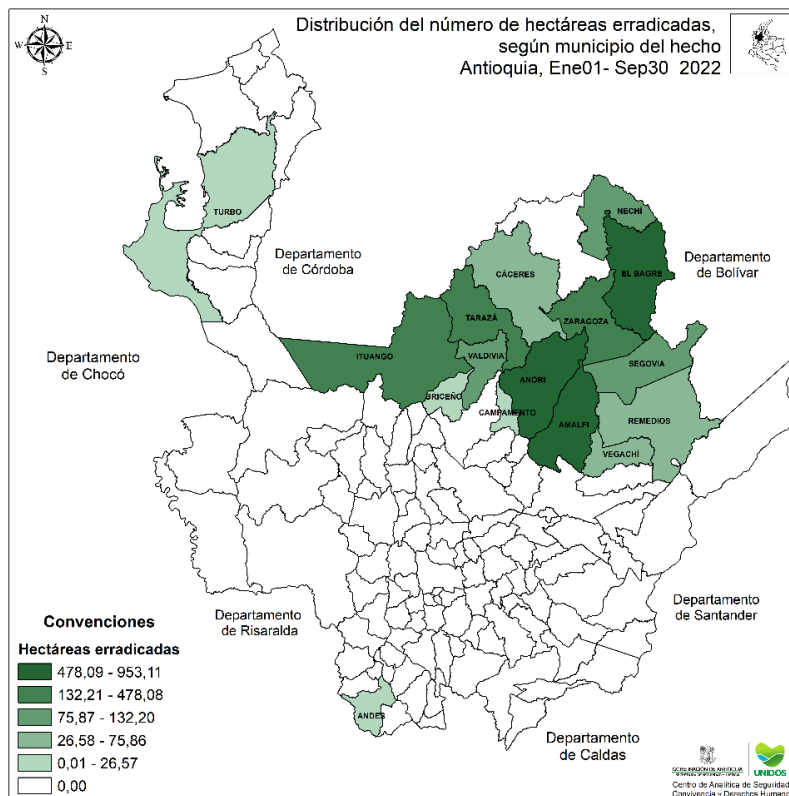 Distribución del número de hectáreas erradicadas,
según municipio del hecho
Antioquia, Ene01- Sep30 2022
N
W
E
S
TURBO
Departamento
de Córdoba
NECHÍ
CÁCERES
EL BAGRE
Departamento
de Bolívar
TARAZÁ
ZARAGOZA
Departamento
de Chocó
ITUANGO
VALDIVIA
SEGOVIA
ANORÍ
BRICEÑO
CAMPAMENTO
AMALFI
REMEDIOS
VEGACHÍ
Departamento
de Risaralda
Departamento
de Santander
ANDES
Departamento
de Caldas
Convenciones
Hectáreas erradicadas
478,09 - 953,11
132,21 - 478,08
75,87 - 132,20
26,58 - 75,86
0,01 - 26,57
0,00
GOBERNACIÓN DE ANTIOQUIA
UNIDOS
Centro de Analítica de Seguridad
Convivencia y Derechos Humano